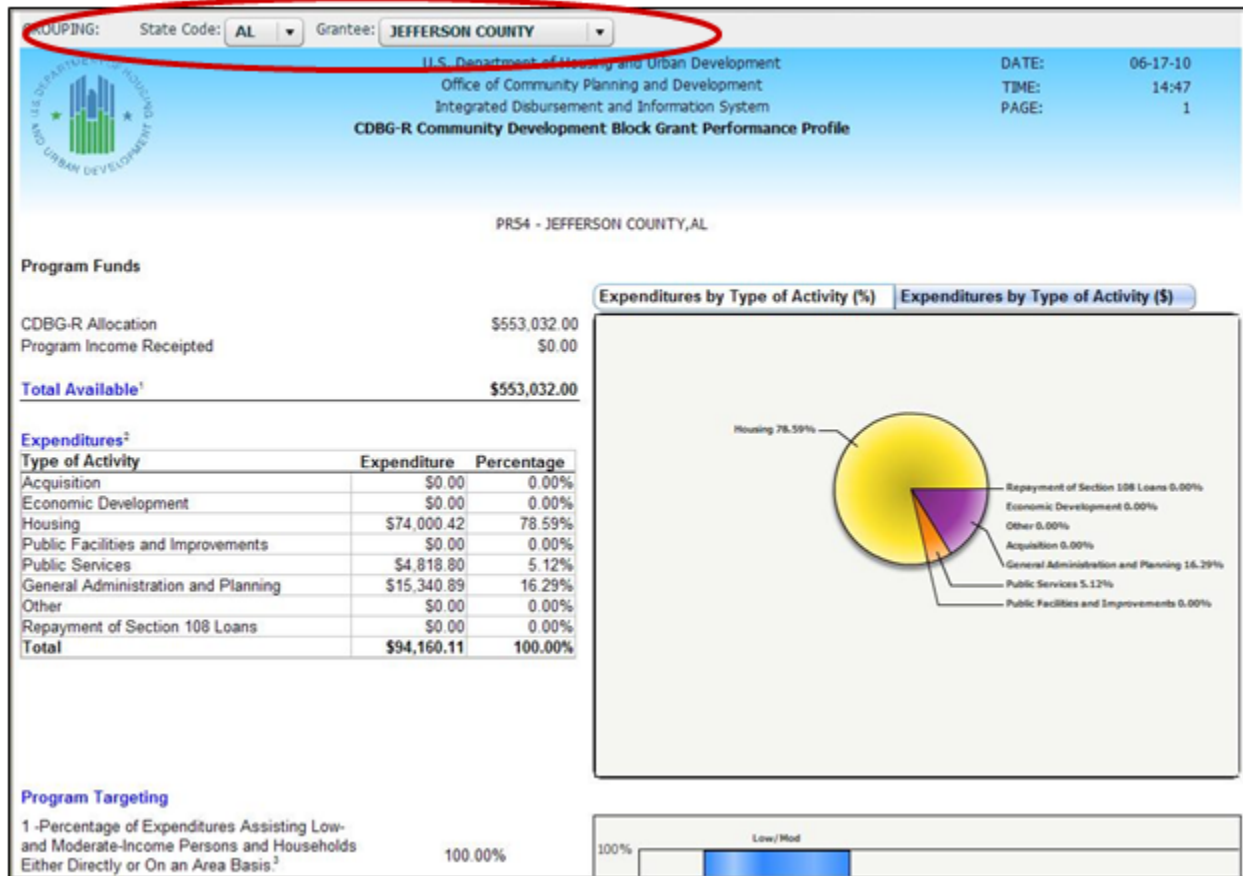 GROUPING: State Code: AL Grantee: JEFFERSON COUNTY
U.S. Department of Housing and Urban Development
Office of Community Planning and Development
Integrated Disbursement and Information System
CDBG-R Community Development Block Grant Performance Profile
DATE: 06-17-10
TIME: 14:47
PAGE: 1
U.S. DEPARTMENT OF HOUSING AND URBAN DEVELOPMENT
PR54 - JEFFERSON COUNTY,AL
Program Funds
CDBG-R Allocation $553,032.00
Program Income Receipted $0.00
Total Available¹ $553,032.00
Expenditures²
Type of Activity Expenditure Percentage
Acquisition $0.00 0.00%
Economic Development $0.00 0.00%
Housing $74,000.42 78.59%
Public Facilities and Improvements $0.00 0.00%
Public Services $4,818.80 5.12%
General Administration and Planning $15,340.89 16.29%
Other $0.00 0.00%
Repayment of Section 108 Loans $0.00 0.00%
Total $94,160.11 100.00%
Expenditures by Type of Activity (%) Expenditures by Type of Activity ($)
Housing 78.59%
Repayment of Section 108 Loans 0.00%
Economic Development 0.00%
Other 0.00%
Acquisition 0.00%
General Administration and Planning 16.29%
Public Services 5.12%
Public Facilities and Improvements 0.00%
Program Targeting
1 -Percentage of Expenditures Assisting Low-
and Moderate-Income Persons and Households
Either Directly or On an Area Basis.³ 100.00%
Low/Mod
100%